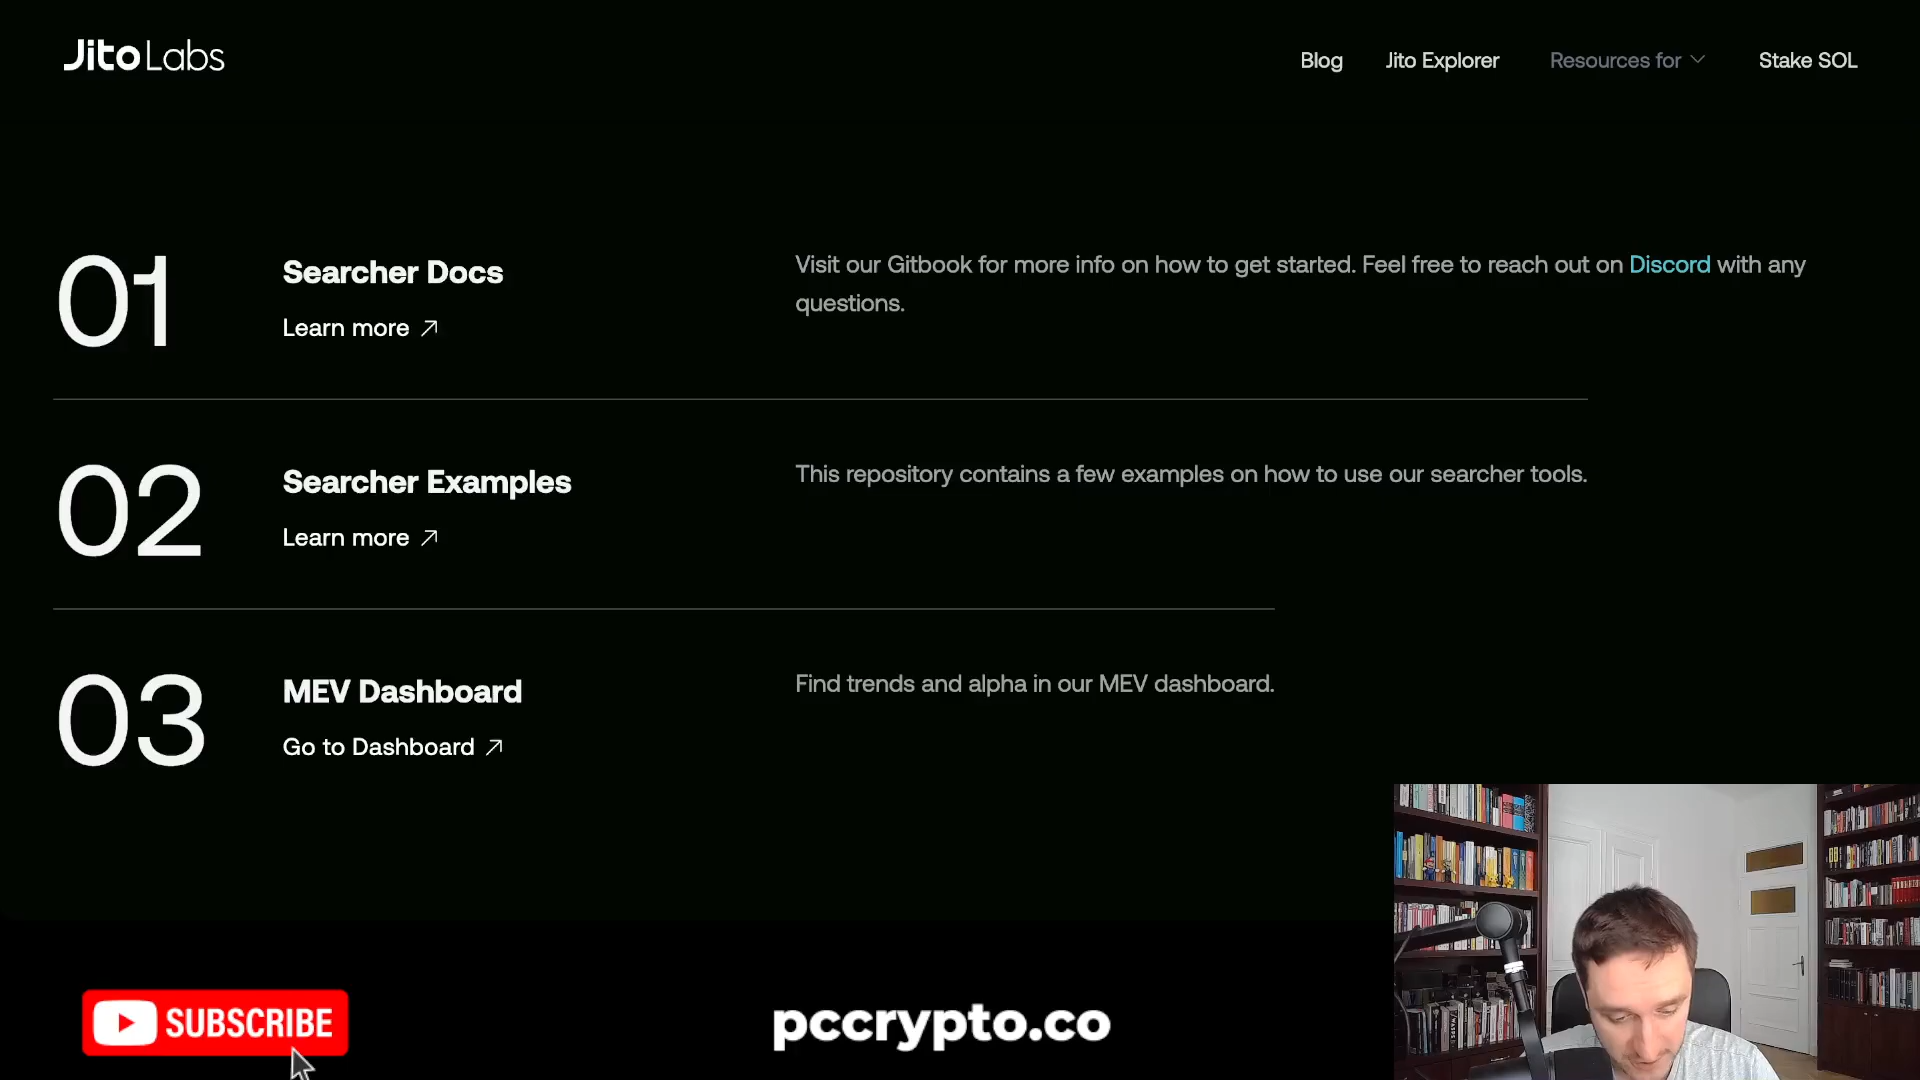 Jito Labs
Blog
Jito Explorer
Resources for
Stake SOL
01
Searcher Docs
Learn more
Visit our Gitbook for more info on how to get started. Feel free to reach out on Discord with any
questions.
02
Searcher Examples
Learn more
This repository contains a few examples on how to use our searcher tools.
03
MEV Dashboard
Go to Dashboard
Find trends and alpha in our MEV dashboard.
SUBSCRIBE
pccrypto.co